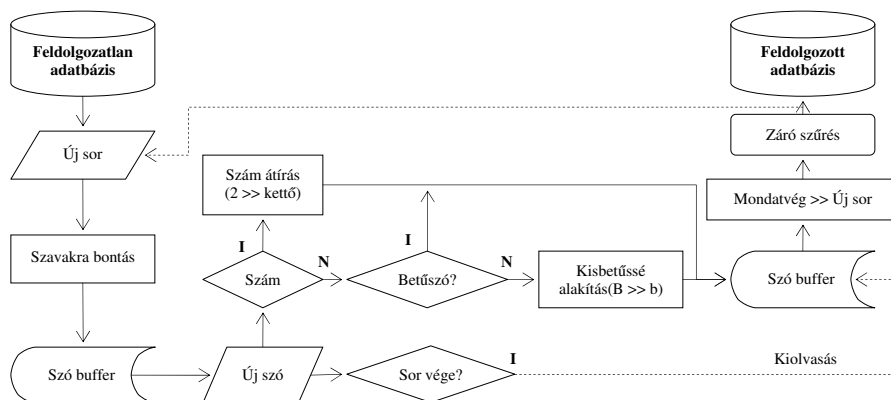 Feldolgozatlan
adatbázis
Feldolgozott
adatbázis
Új sor
Záró szűrés
Szám átírás
(2 >> kettő)
Mondatvég >> Új sor
Szavakra bontás
I
N
I
N
Szám
Betűszó?
Kisbetűssé
alakítás(B >> b)
Szó buffer
Szó buffer
Új szó
Sor vége?
I
Kiolvasás